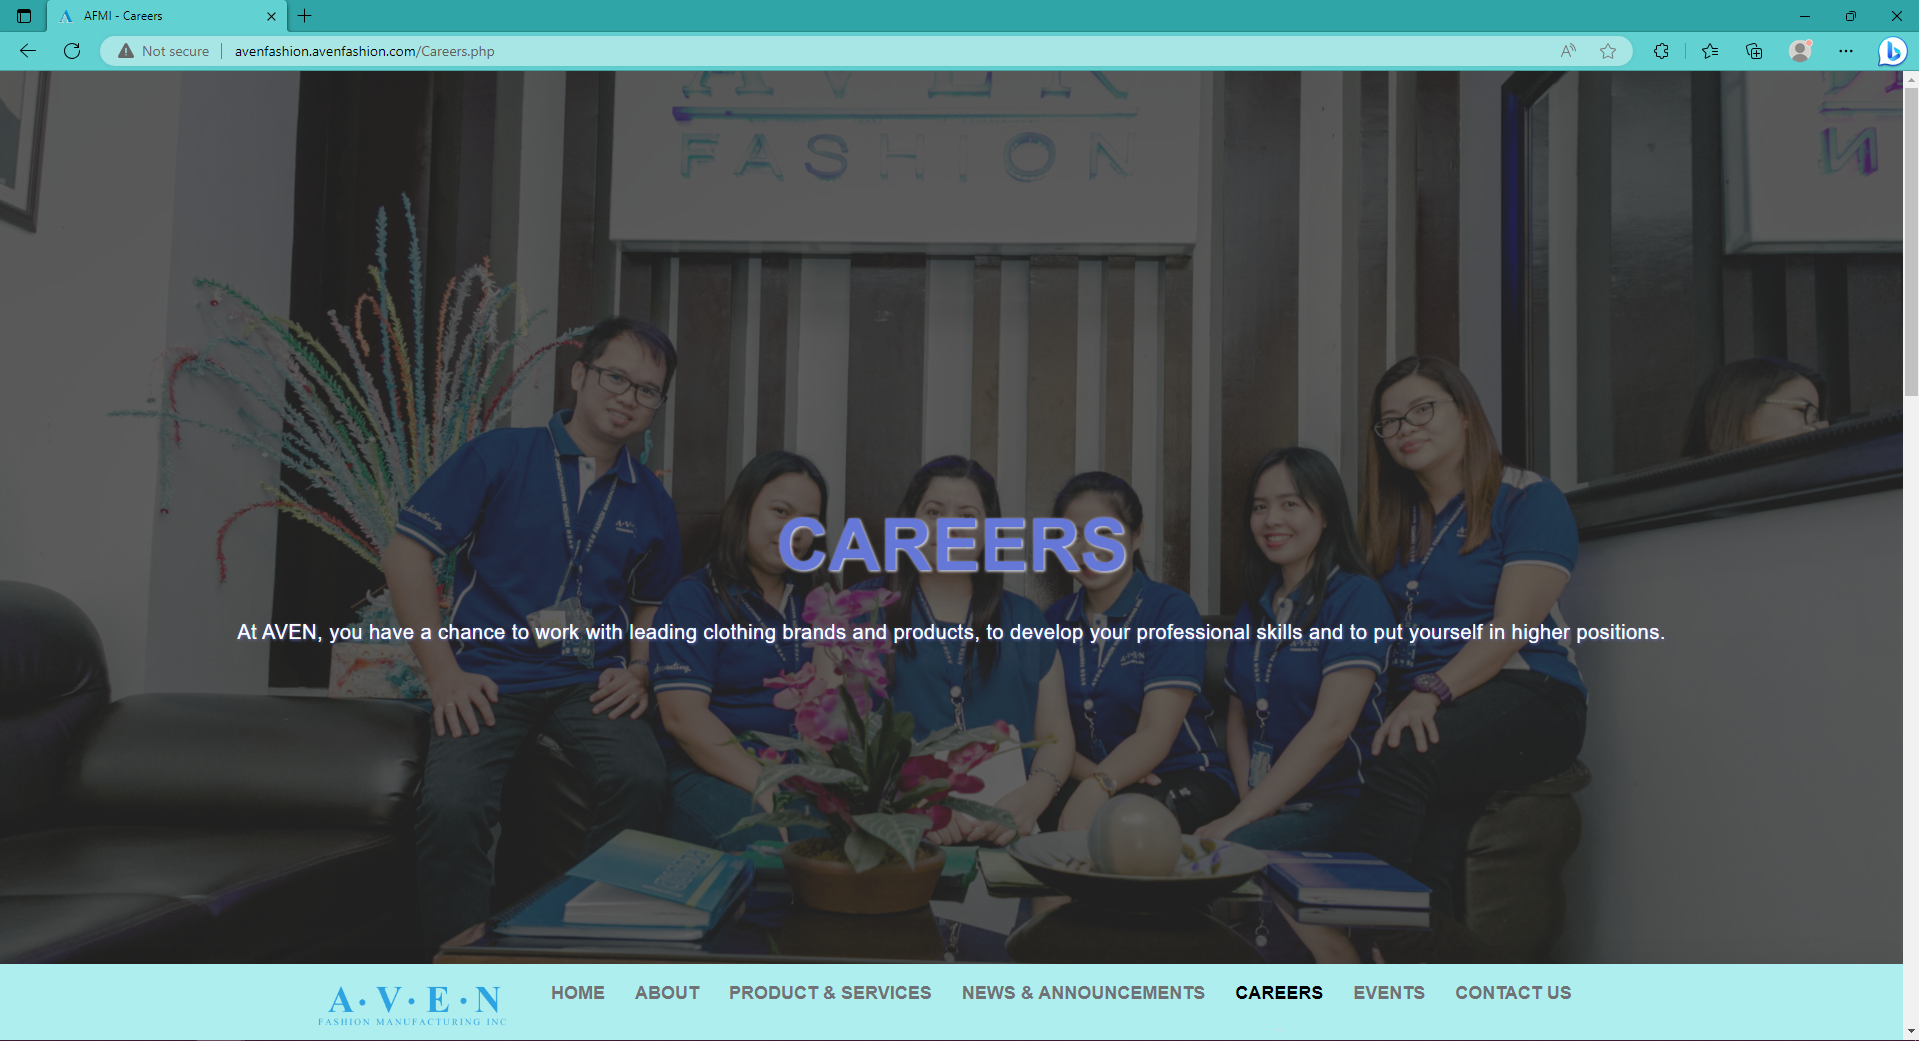 AFMI - Careers
Not secure
avenfashion.avenfashion.com/Careers.php
AVEN
FASHION
N
CAREERS
At AVEN, you have a chance to work with leading clothing brands and products, to develop your professional skills and to put yourself in higher positions.
A·V·E·N
FASHION MANUFACTURING INC
HOME
ABOUT
PRODUCT & SERVICES
NEWS & ANNOUNCEMENTS
CAREERS
EVENTS
CONTACT US